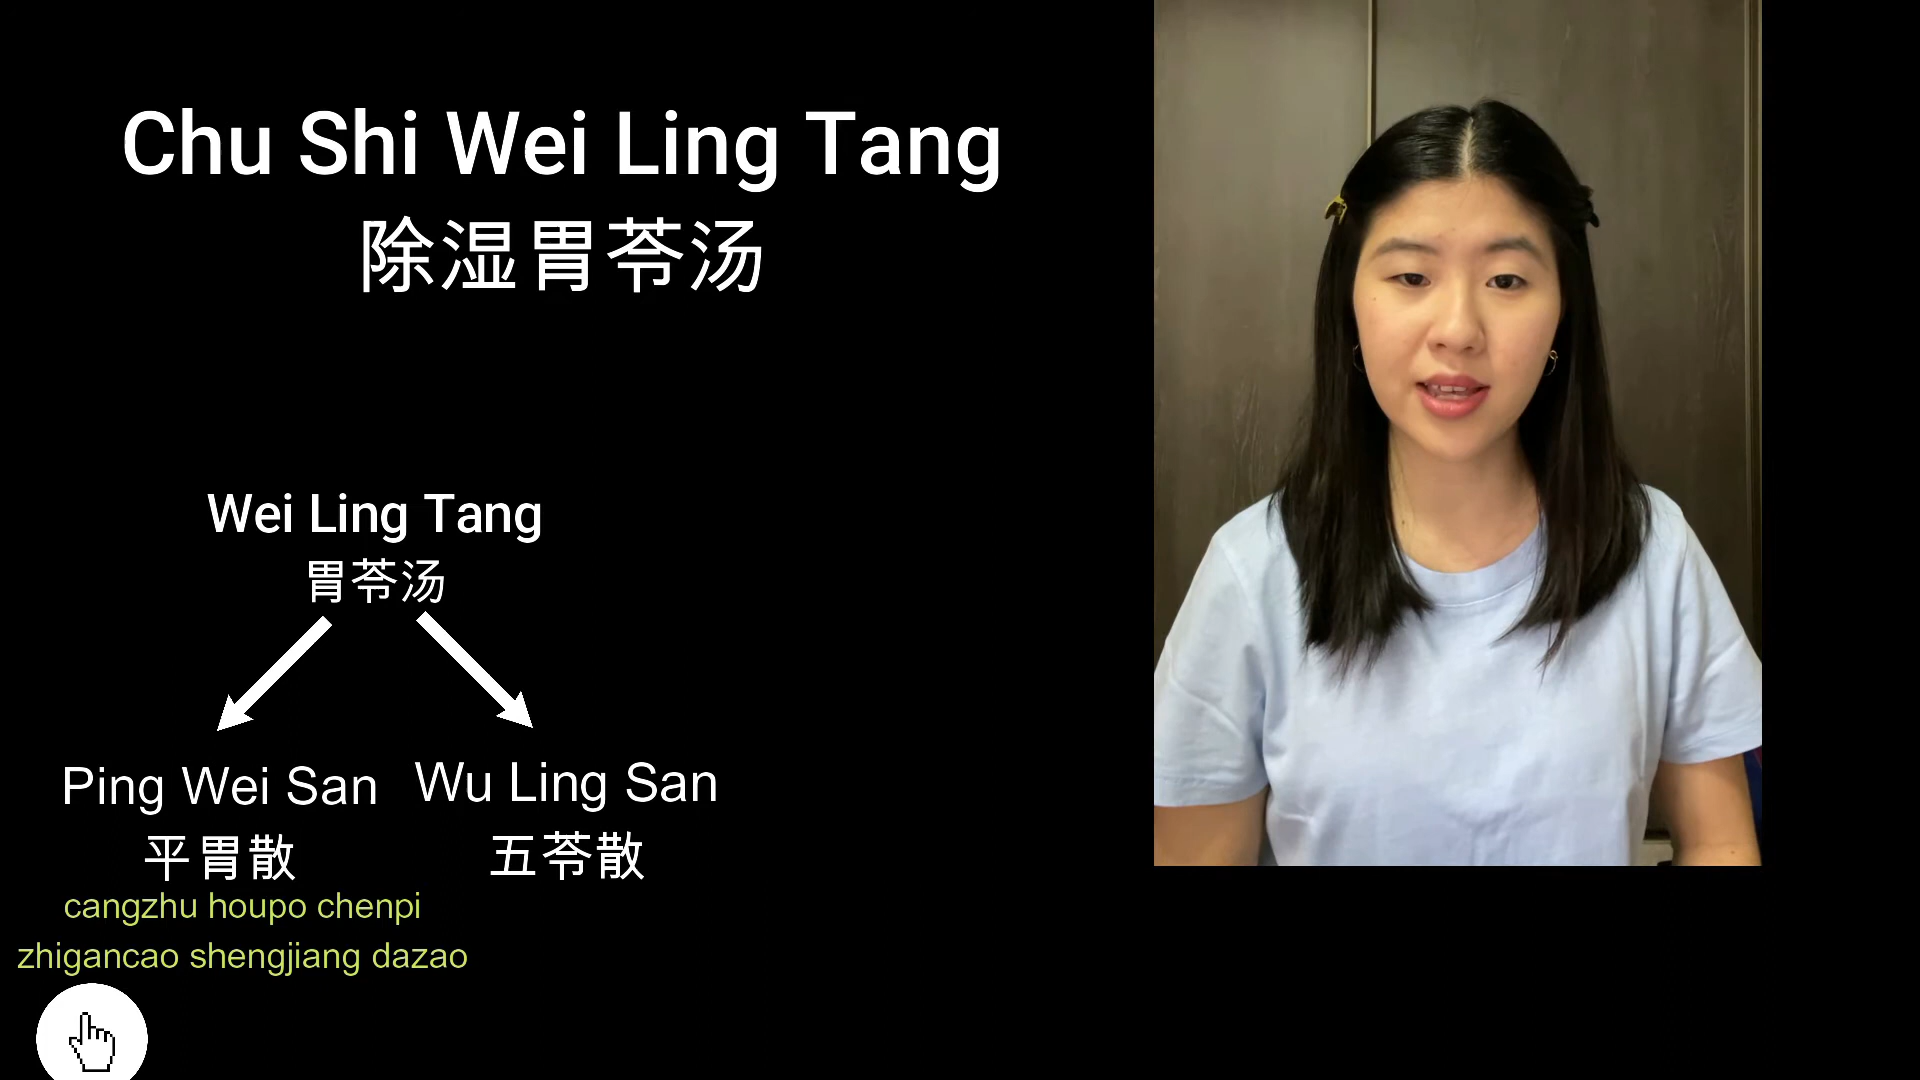 Chu Shi Wei Ling Tang
除湿胃苓汤
Wei Ling Tang
胃苓汤
Ping Wei San
平胃散
cangzhu houpo chenpi
zhigancao shengjiang dazao
Wu Ling San
五苓散